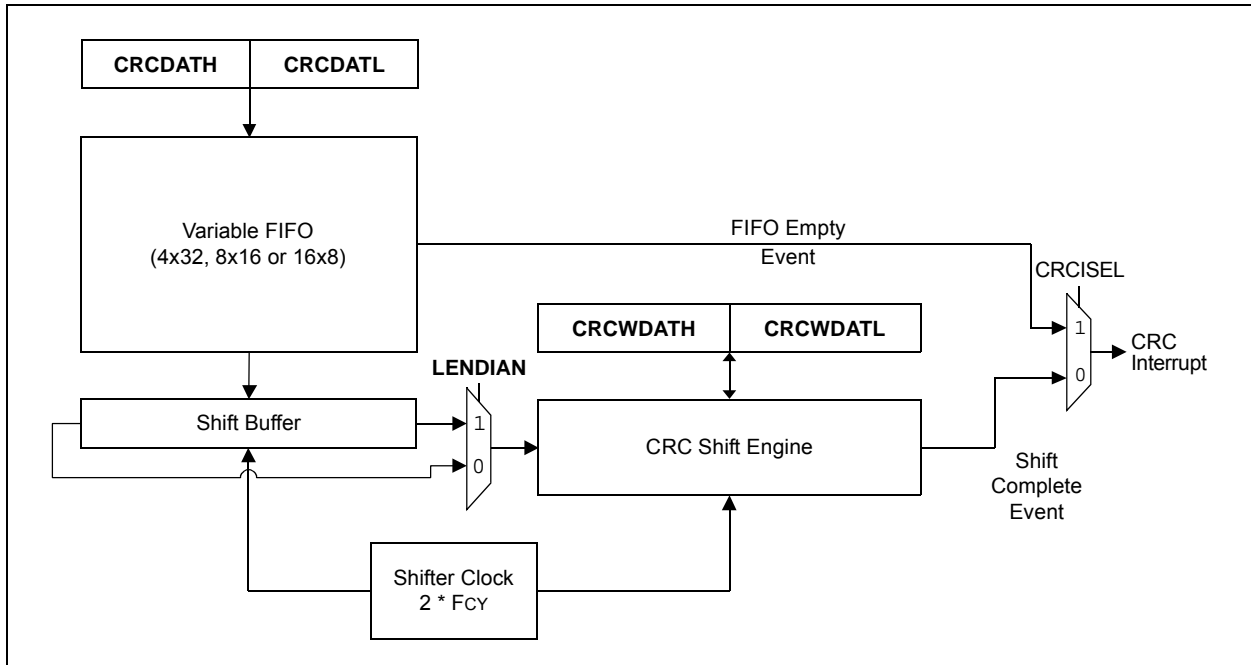 CRCDATH CRCDATL
Variable FIFO
(4x32, 8x16 or 16x8)
FIFO Empty
Event
CRCISEL
1
0
CRC
Interrupt
CRCWDATH CRCWDATL
LENDIAN
1
0
Shift Buffer
CRC Shift Engine
Shift
Complete
Event
Shifter Clock
2 * FCY